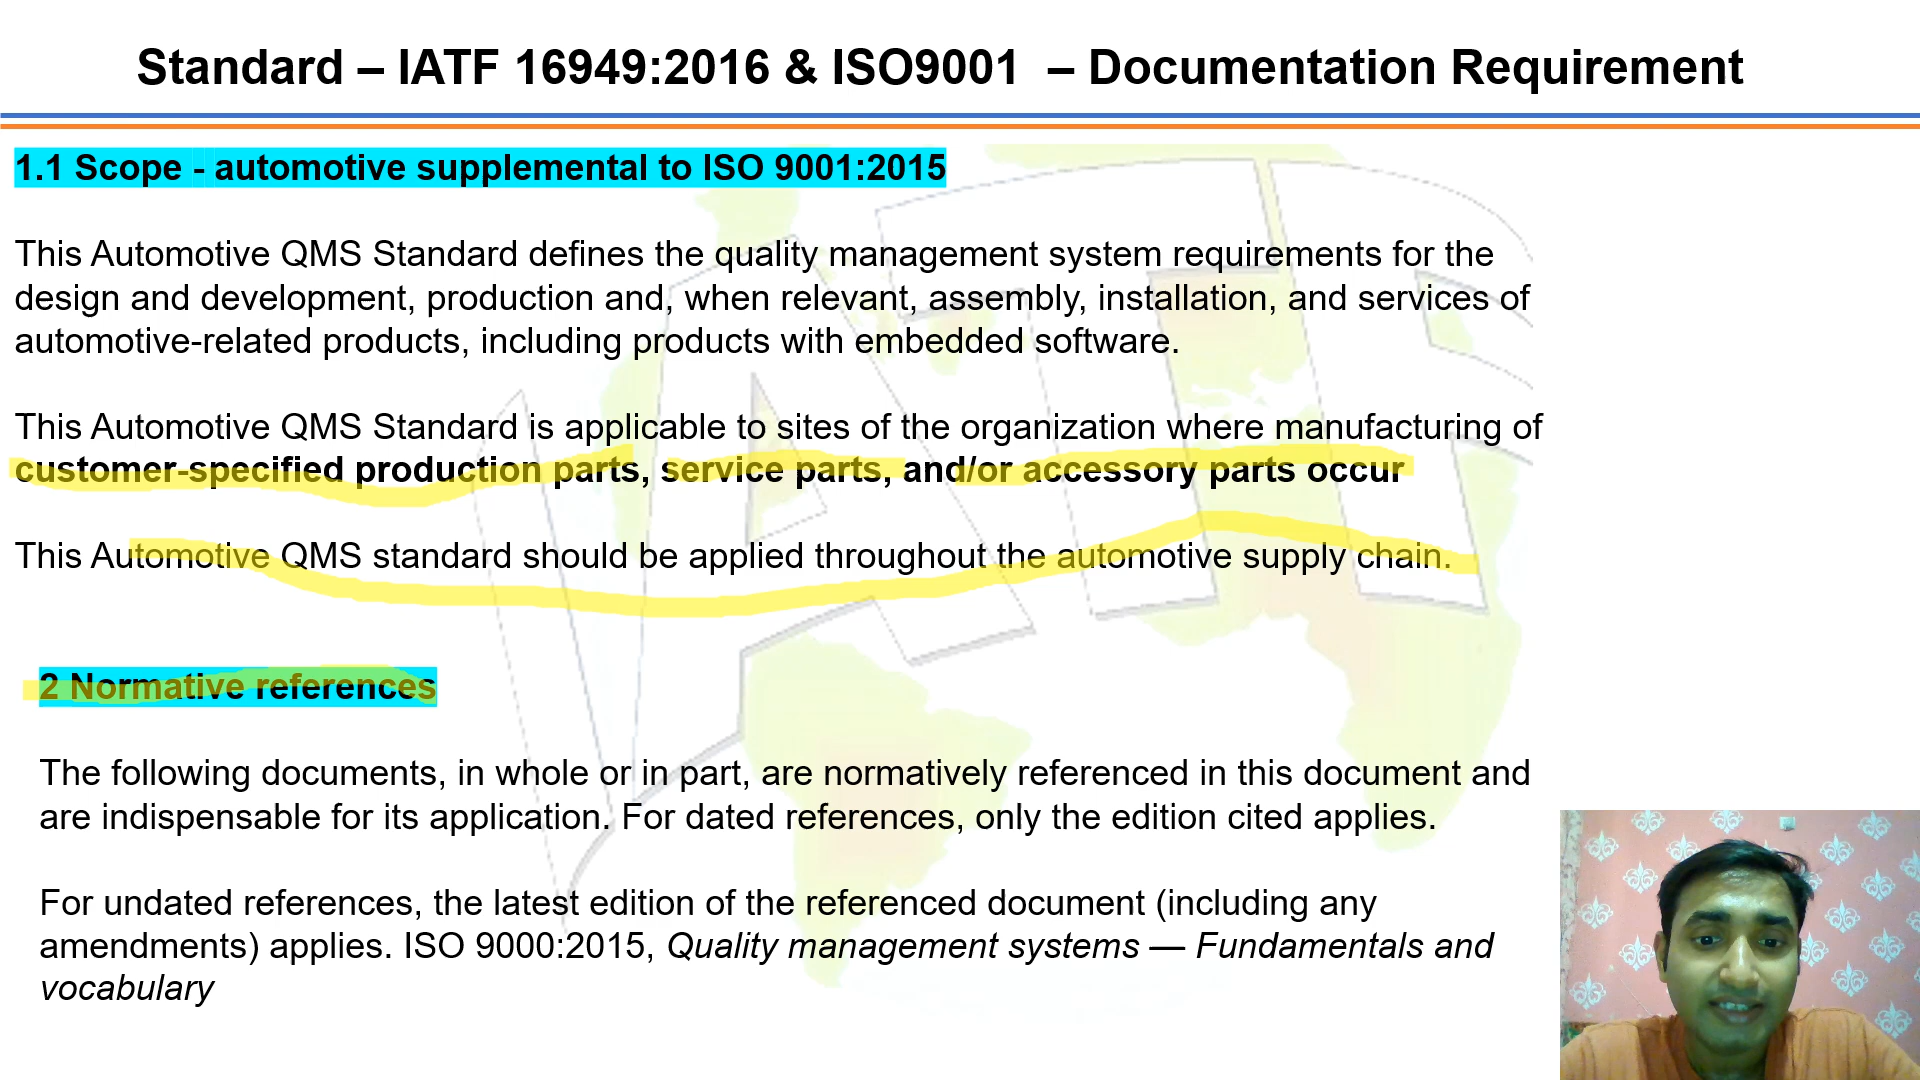 Standard – IATF 16949:2016 & ISO9001 – Documentation Requirement
1.1 Scope - automotive supplemental to ISO 9001:2015
This Automotive QMS Standard defines the quality management system requirements for the
design and development, production and, when relevant, assembly, installation, and services of
automotive-related products, including products with embedded software.
This Automotive QMS Standard is applicable to sites of the organization where manufacturing of
customer-specified production parts, service parts, and/or accessory parts occur
This Automotive QMS standard should be applied throughout the automotive supply chain.
2 Normative references
The following documents, in whole or in part, are normatively referenced in this document and
are indispensable for its application. For dated references, only the edition cited applies.
For undated references, the latest edition of the referenced document (including any
amendments) applies. ISO 9000:2015, Quality management systems — Fundamentals and
vocabulary
IATF